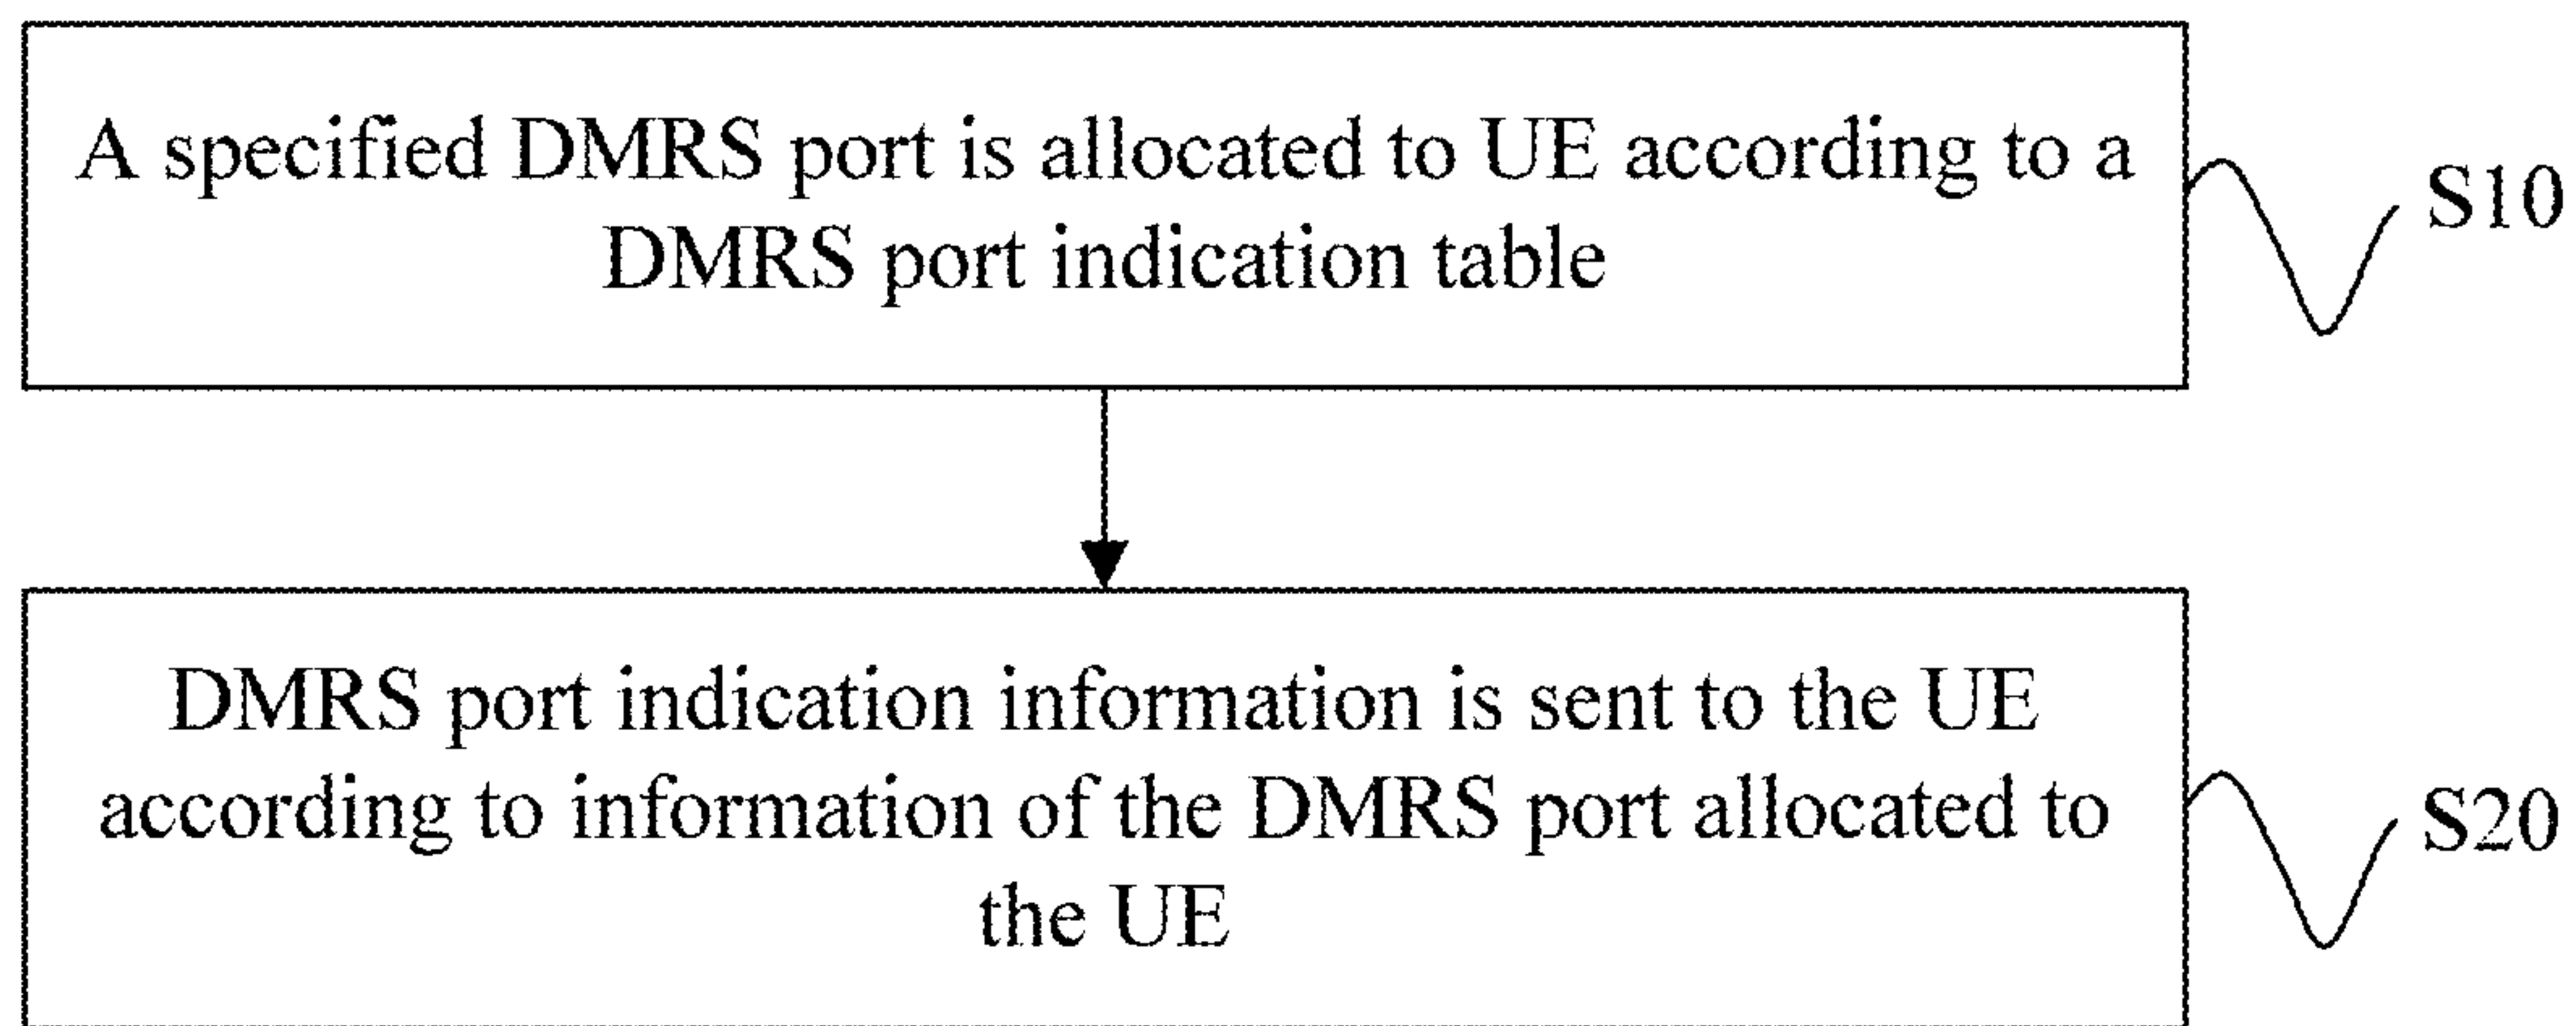 A specified DMRS port is allocated to UE according to a
DMRS port indication table
S10
DMRS port indication information is sent to the UE
according to information of the DMRS port allocated to
the UE
S20